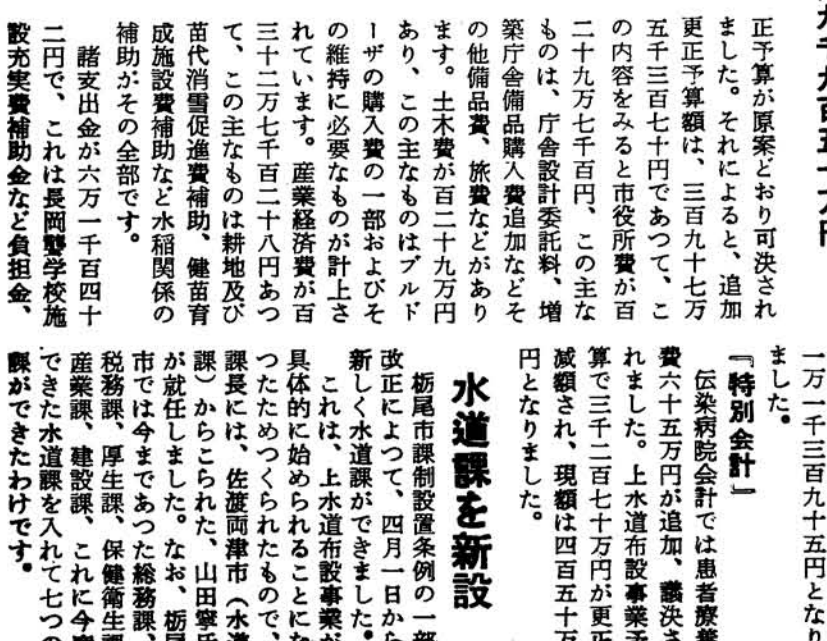 正予算が原案どおり可決され
ました。それによると、追加
更正予算額は、三百九十七万
五千三百七十円であつて、こ
の内容をみると市役所費が百
二十九万七千百円、この主な
ものは、庁舎設計委託料、増
築庁舎備品購入費追加などそ
の他備品費、旅費などがあり
ます。土木費が百二十九万円
あり、この主なものはブルド
ーザの購入費の一部およびそ
の維持に必要なものが計上さ
れています。産業経済費が百
三十二万七千百二十八円あつ
て、この主なものは耕地及び
苗代消雪促進費補助、健苗育
成施設費補助など水稲関係の
補助がその全部です。
諸支出金が六万一千百四十
二円で、これは長岡聾学校施
設充実費補助金など負担金、
一万一千三百九十五円となり
ました。
『特別会計』
伝染病院会計では患者療養
費六十五万円が追加、議決さ
れました。上水道布設事業予
算で三千二百七十万円が更正
減額され、現額は四百五十万
円となりました。
水道課を新設
栃尾市課制設置条例の一部
改正によつて、四月一日から
新しく水道課ができました。
これは、上水道布設事業が
具体的に始められることにな
つたためつくられたもので、
課長には、佐渡両津市(水道
課)からこられた、山田寧氏
が就任しました。なお、栃尾
市では今まであつた総務課、
税務課、厚生課、保健衛生課
産業課、建設課、これに今度
できた水道課を入れて七つの
課ができたわけです。